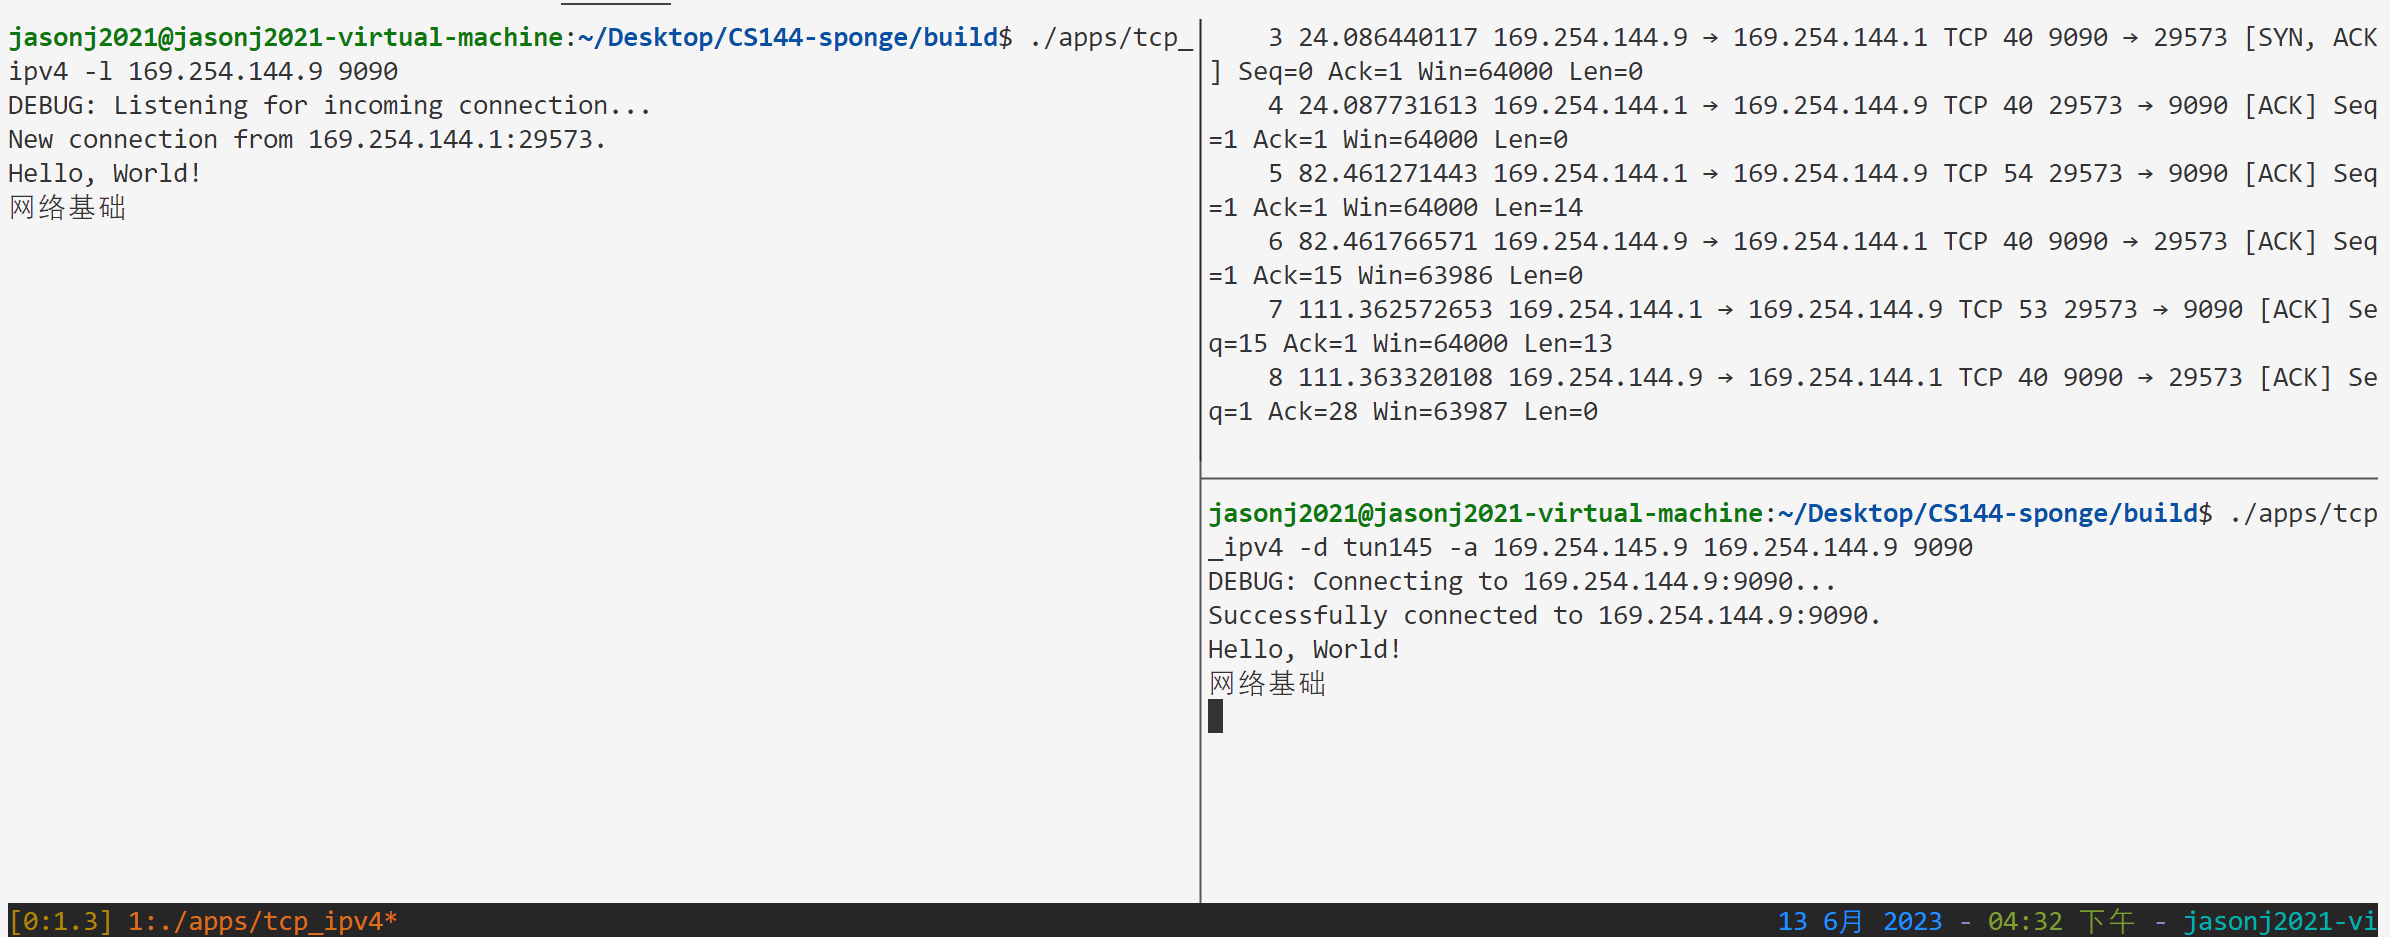 jasonj2021@jasonj2021-virtual-machine:~/Desktop/CS144-sponge/build$ ./apps/tcp_
ipv4 -l 169.254.144.9 9090
DEBUG: Listening for incoming connection...
New connection from 169.254.144.1:29573.
Hello, World!
网络基础
3 24.086440117 169.254.144.9 → 169.254.144.1 TCP 40 9090 → 29573 [SYN, ACK
] Seq=0 Ack=1 Win=64000 Len=0
4 24.087731613 169.254.144.1 → 169.254.144.9 TCP 40 29573 → 9090 [ACK] Seq
=1 Ack=1 Win=64000 Len=0
5 82.461271443 169.254.144.1 → 169.254.144.9 TCP 54 29573 → 9090 [ACK] Seq
=1 Ack=1 Win=64000 Len=14
6 82.461766571 169.254.144.9 → 169.254.144.1 TCP 40 9090 → 29573 [ACK] Seq
=1 Ack=15 Win=63986 Len=0
7 111.362572653 169.254.144.1 → 169.254.144.9 TCP 53 29573 → 9090 [ACK] Se
q=15 Ack=1 Win=64000 Len=13
8 111.363320108 169.254.144.9 → 169.254.144.1 TCP 40 9090 → 29573 [ACK] Se
q=1 Ack=28 Win=63987 Len=0
jasonj2021@jasonj2021-virtual-machine:~/Desktop/CS144-sponge/build$ ./apps/tcp
_ipv4 -d tun145 -a 169.254.145.9 169.254.144.9 9090
DEBUG: Connecting to 169.254.144.9:9090...
Successfully connected to 169.254.144.9:9090.
Hello, World!
网络基础
[0:1.3] 1:./apps/tcp_ipv4* 13 6月 2023 - 04:32 下午 - jasonj2021-vi